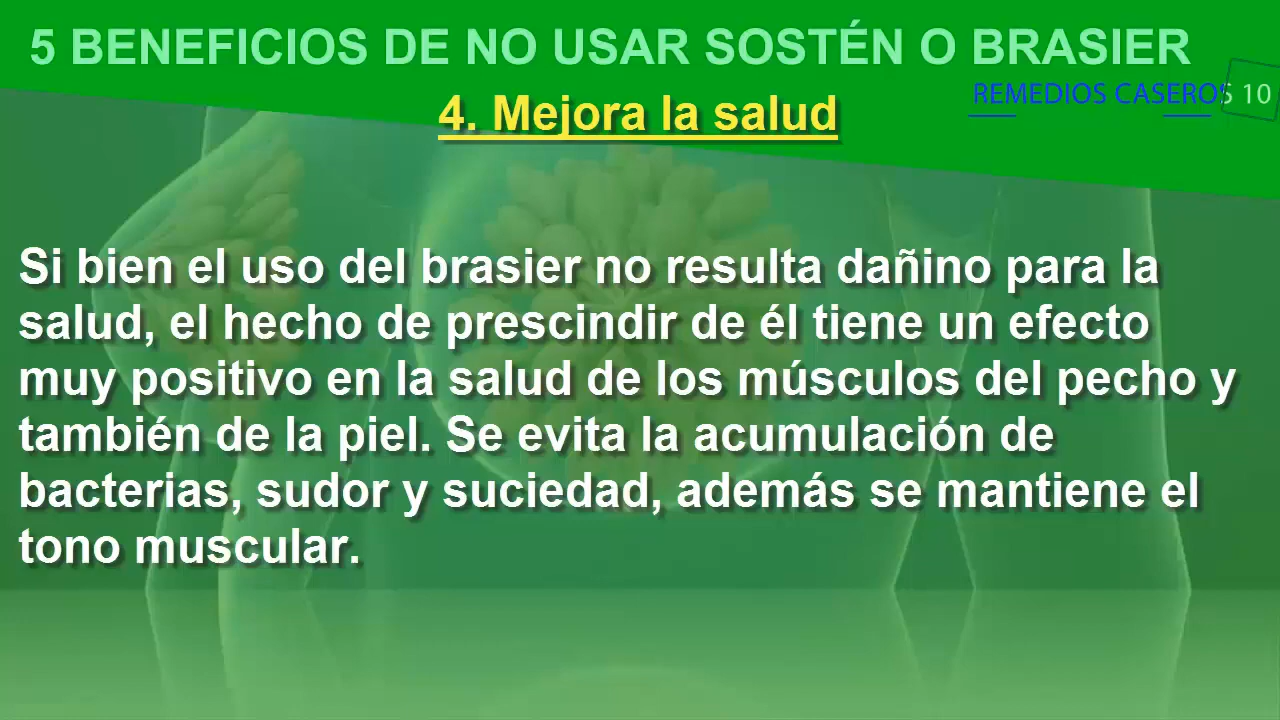 5 BENEFICIOS DE NO USAR SOSTÉN O BRASIER
REMEDIOS CASEROS 10
4. Mejora la salud
Si bien el uso del brasier no resulta dañino para la
salud, el hecho de prescindir de él tiene un efecto
muy positivo en la salud de los músculos del pecho y
también de la piel. Se evita la acumulación de
bacterias, sudor y suciedad, además se mantiene el
tono muscular.